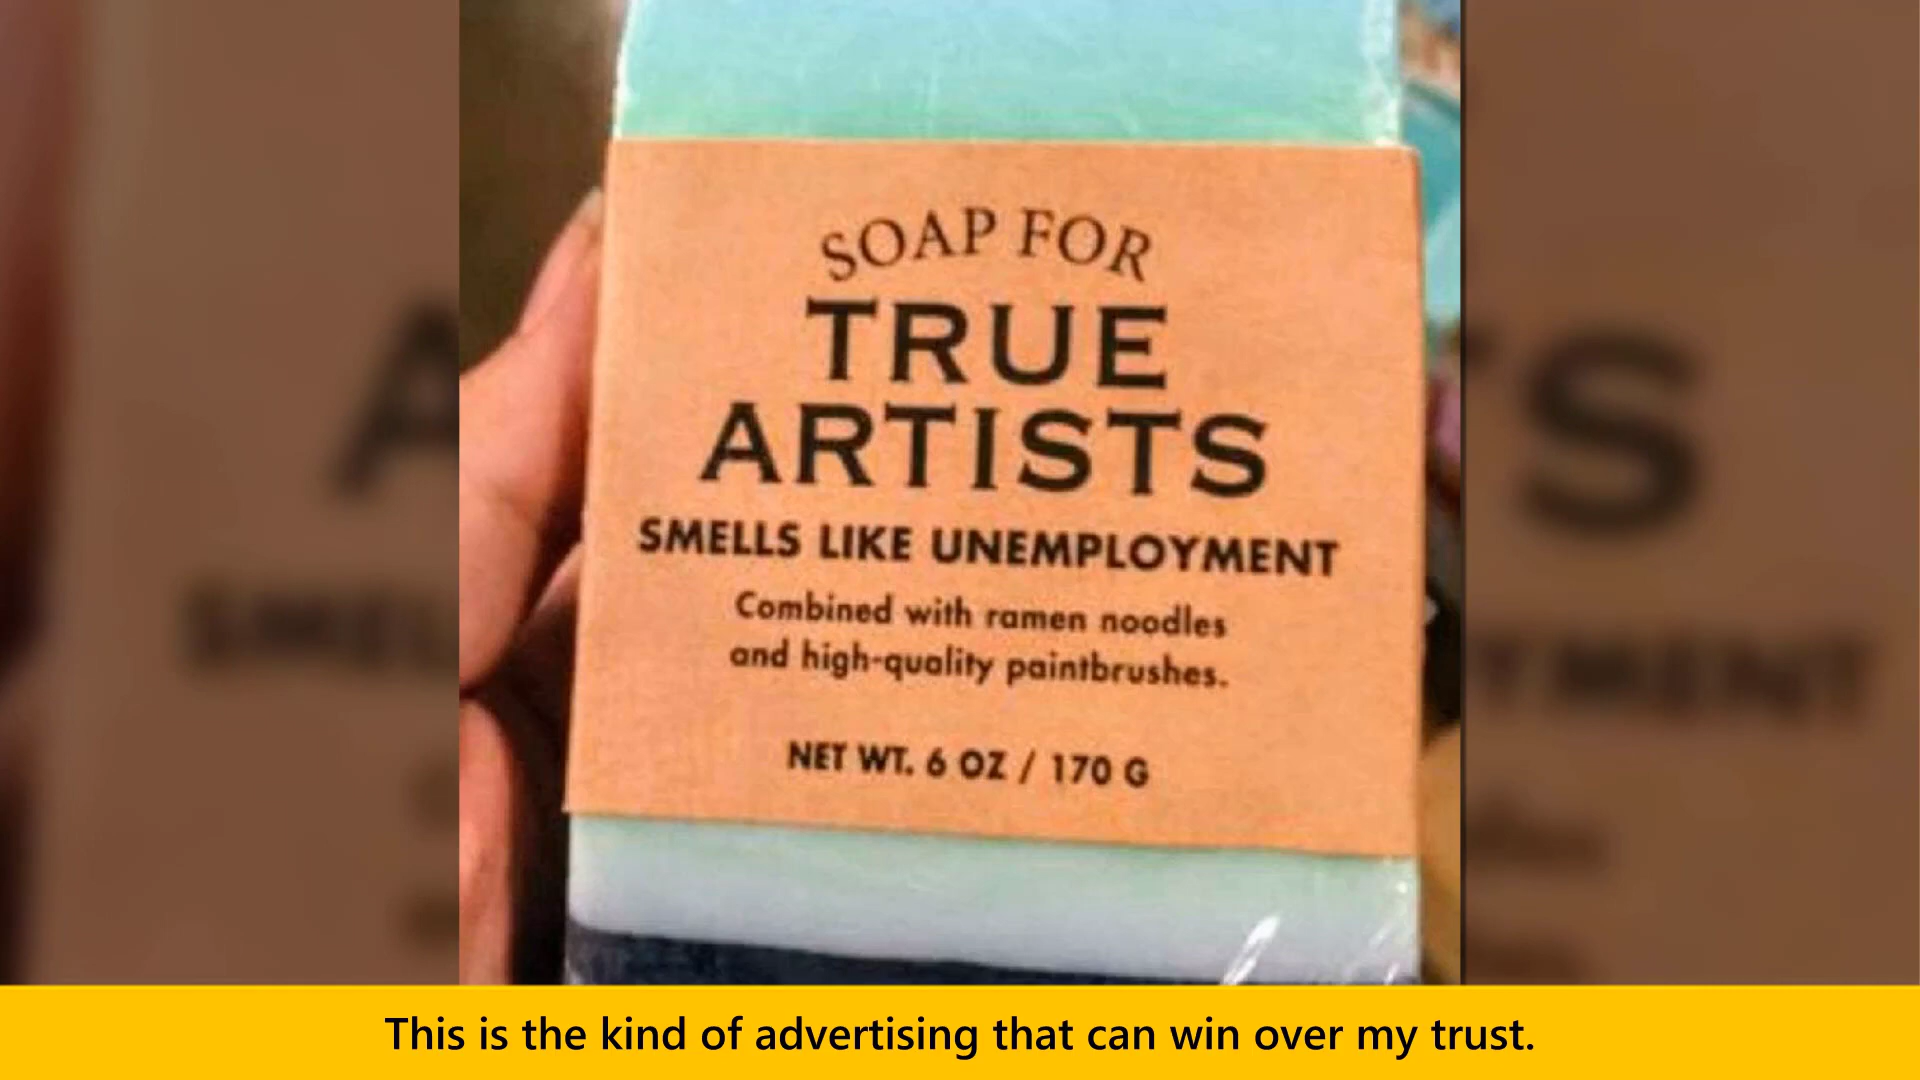 SOAP FOR
TRUE
ARTISTS
SMELLS LIKE UNEMPLOYMENT
Combined with ramen noodles
and high-quality paintbrushes.
NET WT. 6 OZ / 170 G
This is the kind of advertising that can win over my trust.